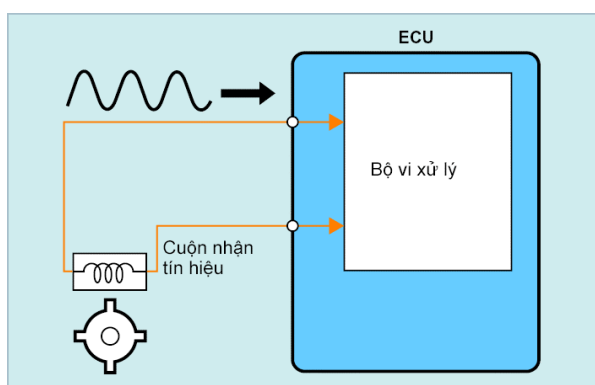 ECU
Bộ vi xử lý
Cuộn nhận
tín hiệu